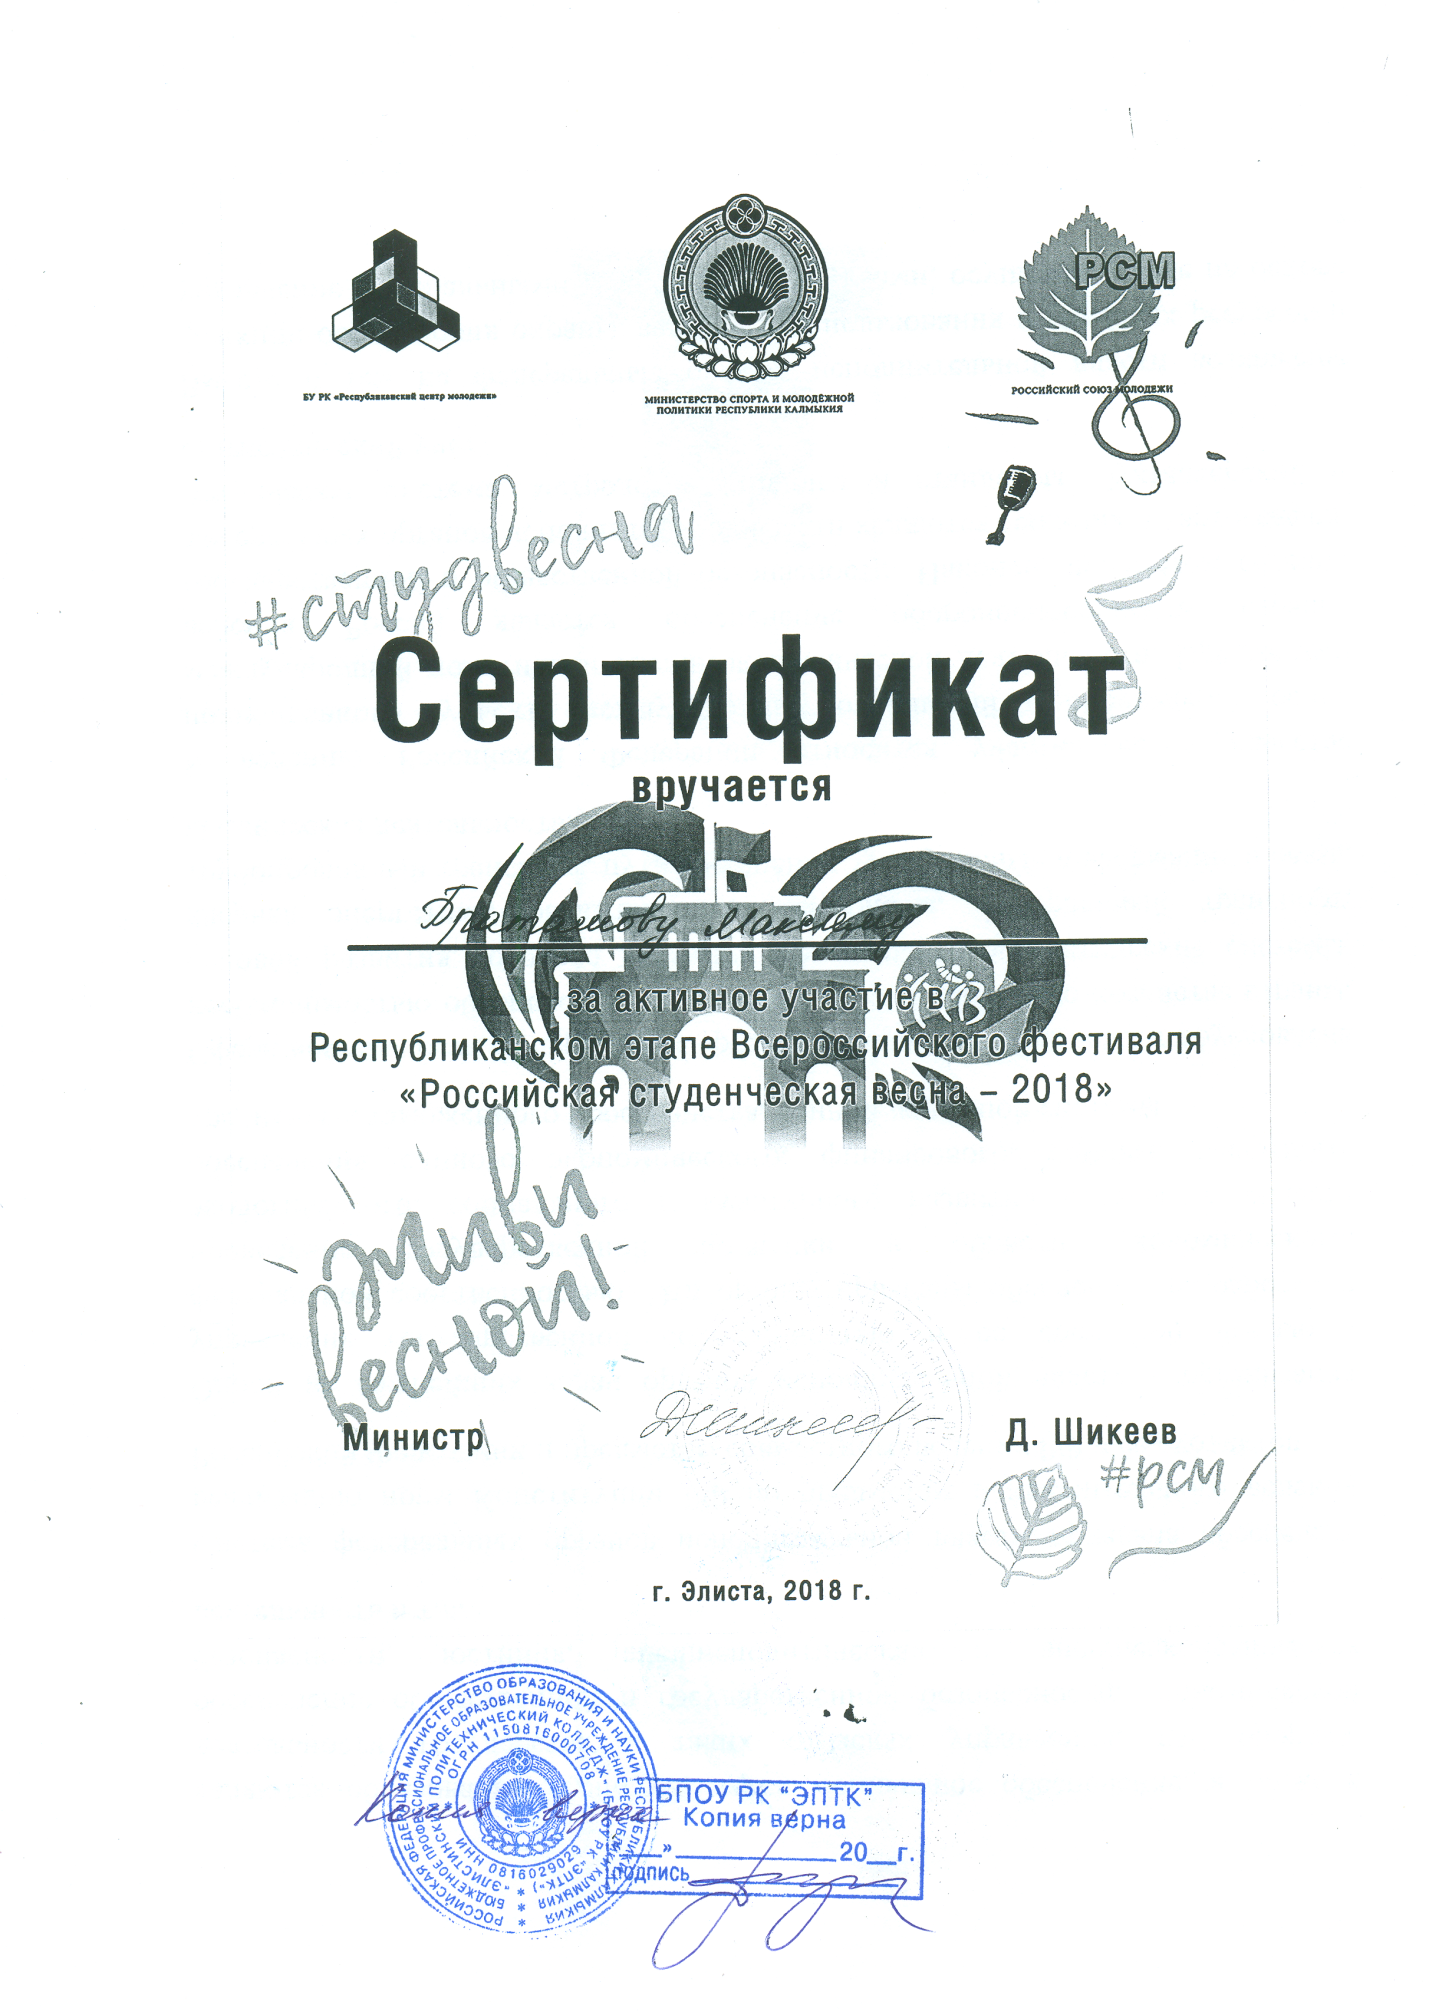 БУ РК «Республиканский центр молодежи»
МИНИСТЕРСТВО СПОРТА И МОЛОДЁЖНОЙ
ПОЛИТИКИ РЕСПУБЛИКИ КАЛМЫКИЯ
РСМ
РОССИЙСКИЙ СОЮЗ МОЛОДЕЖИ
#студвесна
Сертификат
вручается
Браташову Максиму
за активное участие в
Республиканском этапе Всероссийского фестиваля
«Российская студенческая весна – 2018»
Живи
весной!
Министр
Д. Шикеев
#рсм
г. Элиста, 2018 г.
РОССИЙСКАЯ ФЕДЕРАЦИЯ МИНИСТЕРСТВО ОБРАЗОВАНИЯ И НАУКИ РЕСПУБЛИКИ КАЛМЫКИЯ
БЮДЖЕТНОЕ ПРОФЕССИОНАЛЬНОЕ ОБРАЗОВАТЕЛЬНОЕ УЧРЕЖДЕНИЕ РЕСПУБЛИКИ КАЛМЫКИЯ
"ЭЛИСТИНСКИЙ ПОЛИТЕХНИЧЕСКИЙ КОЛЛЕДЖ" (БПОУ РК "ЭПТК")
ОГРН 1150816000708
ИНН 0816029029
Копия верна
БПОУ РК "ЭПТК"
Копия верна
» 20 г.
подпись